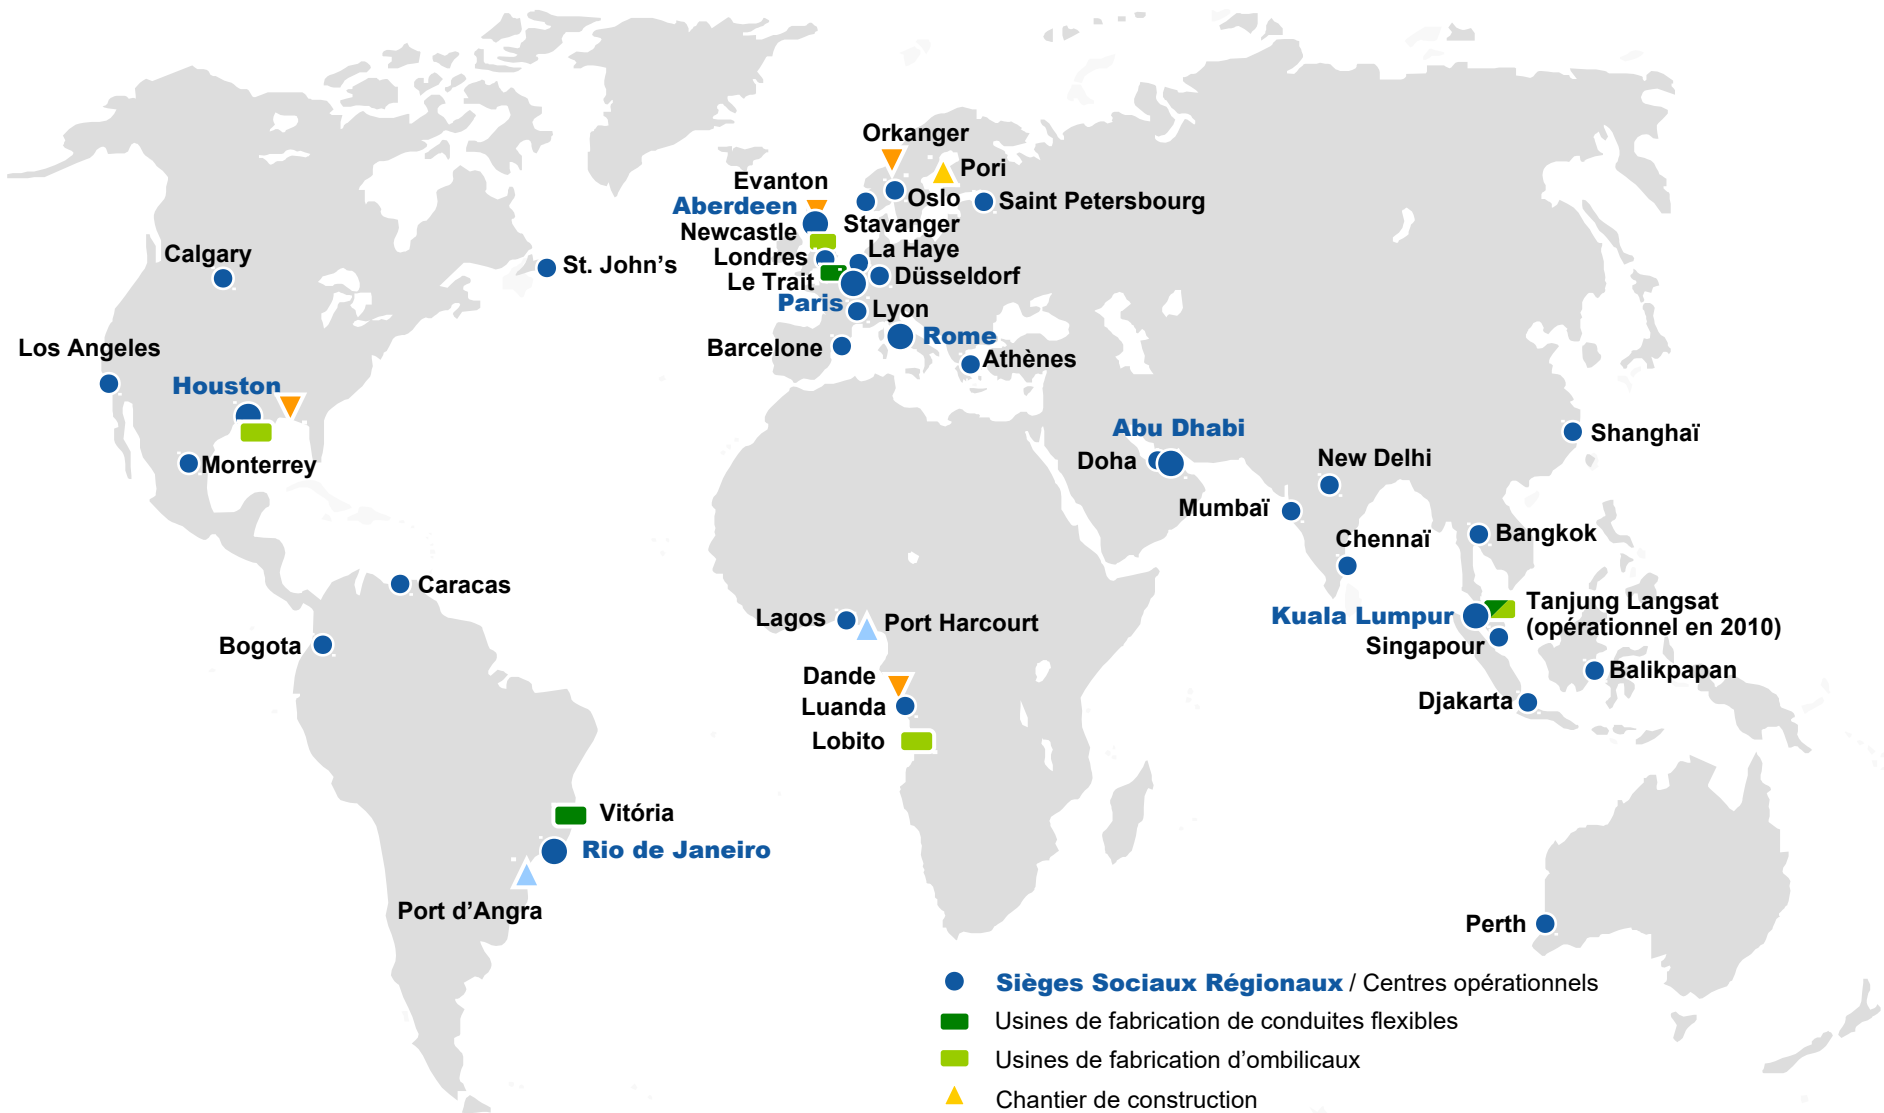 Orkanger
Pori
Evanton
Oslo
Saint Petersbourg
Aberdeen
Stavanger
Newcastle
La Haye
Londres
Düsseldorf
Le Trait
Paris
Lyon
Rome
Barcelone
Athènes
Calgary
St. John's
Los Angeles
Houston
Monterrey
Abu Dhabi
Doha
New Delhi
Shanghaï
Mumbaï
Chennaï
Bangkok
Caracas
Bogota
Lagos
Port Harcourt
Kuala Lumpur
Tanjung Langsat
(opérationnel en 2010)
Singapour
Balikpapan
Djakarta
Dande
Luanda
Lobito
Vitória
Rio de Janeiro
Port d'Angra
Perth
Sièges Sociaux Régionaux / Centres opérationnels
Usines de fabrication de conduites flexibles
Usines de fabrication d'ombilicaux
Chantier de construction